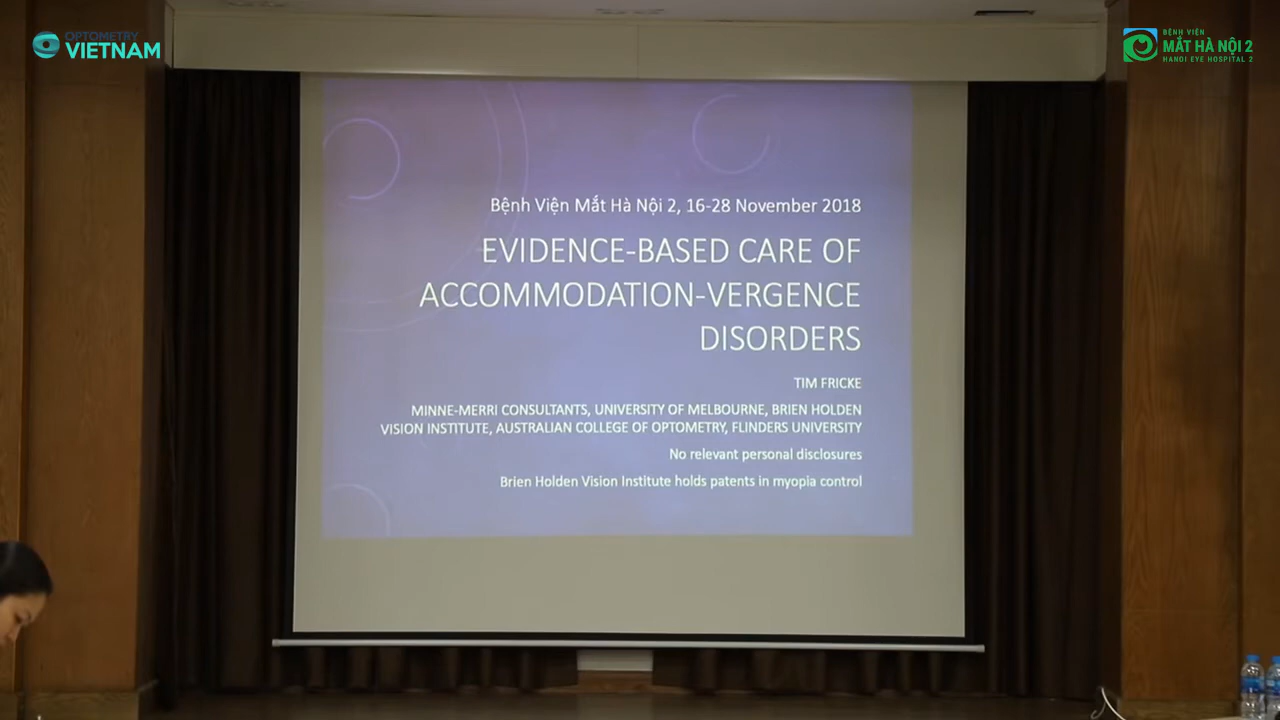 OPTOMETRY
VIETNAM
BỆNH VIỆN
MẮT HÀ NỘI 2
HANOI EYE HOSPITAL 2
Bệnh Viện Mắt Hà Nội 2, 16-28 November 2018
EVIDENCE-BASED CARE OF
ACCOMMODATION-VERGENCE
DISORDERS
TIM FRICKE
MINNE-MERRI CONSULTANTS, UNIVERSITY OF MELBOURNE, BRIEN HOLDEN
VISION INSTITUTE, AUSTRALIAN COLLEGE OF OPTOMETRY, FLINDERS UNIVERSITY
No relevant personal disclosures
Brien Holden Vision Institute holds patents in myopia control